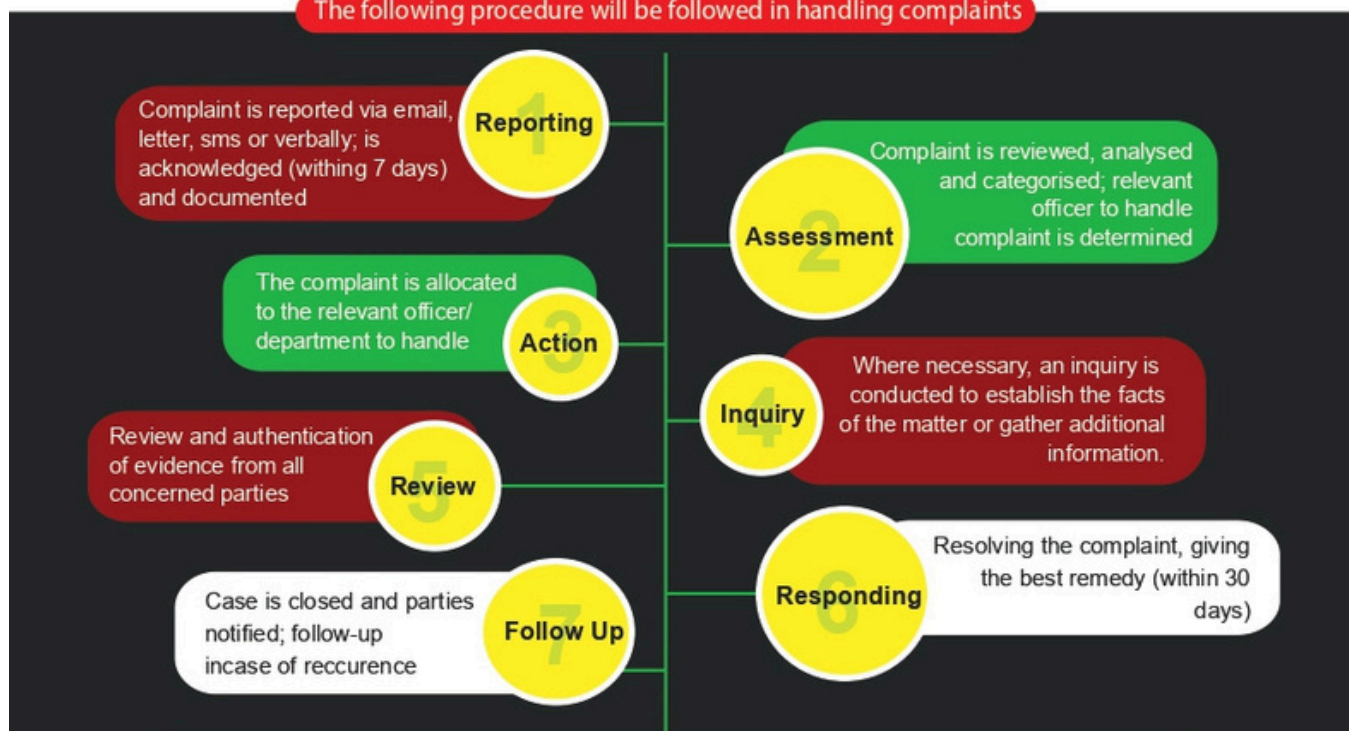 The following procedure will be followed in handling complaints
1
Reporting
Complaint is reported via email,
letter, sms or verbally; is
acknowledged (withing 7 days)
and documented
2
Assessment
Complaint is reviewed, analysed
and categorised; relevant
officer to handle
complaint is determined
3
Action
The complaint is allocated
to the relevant officer/
department to handle
4
Inquiry
Where necessary, an inquiry is
conducted to establish the facts
of the matter or gather additional
information.
5
Review
Review and authentication
of evidence from all
concerned parties
6
Responding
Resolving the complaint, giving
the best remedy (within 30
days)
7
Follow Up
Case is closed and parties
notified; follow-up
incase of reccurence